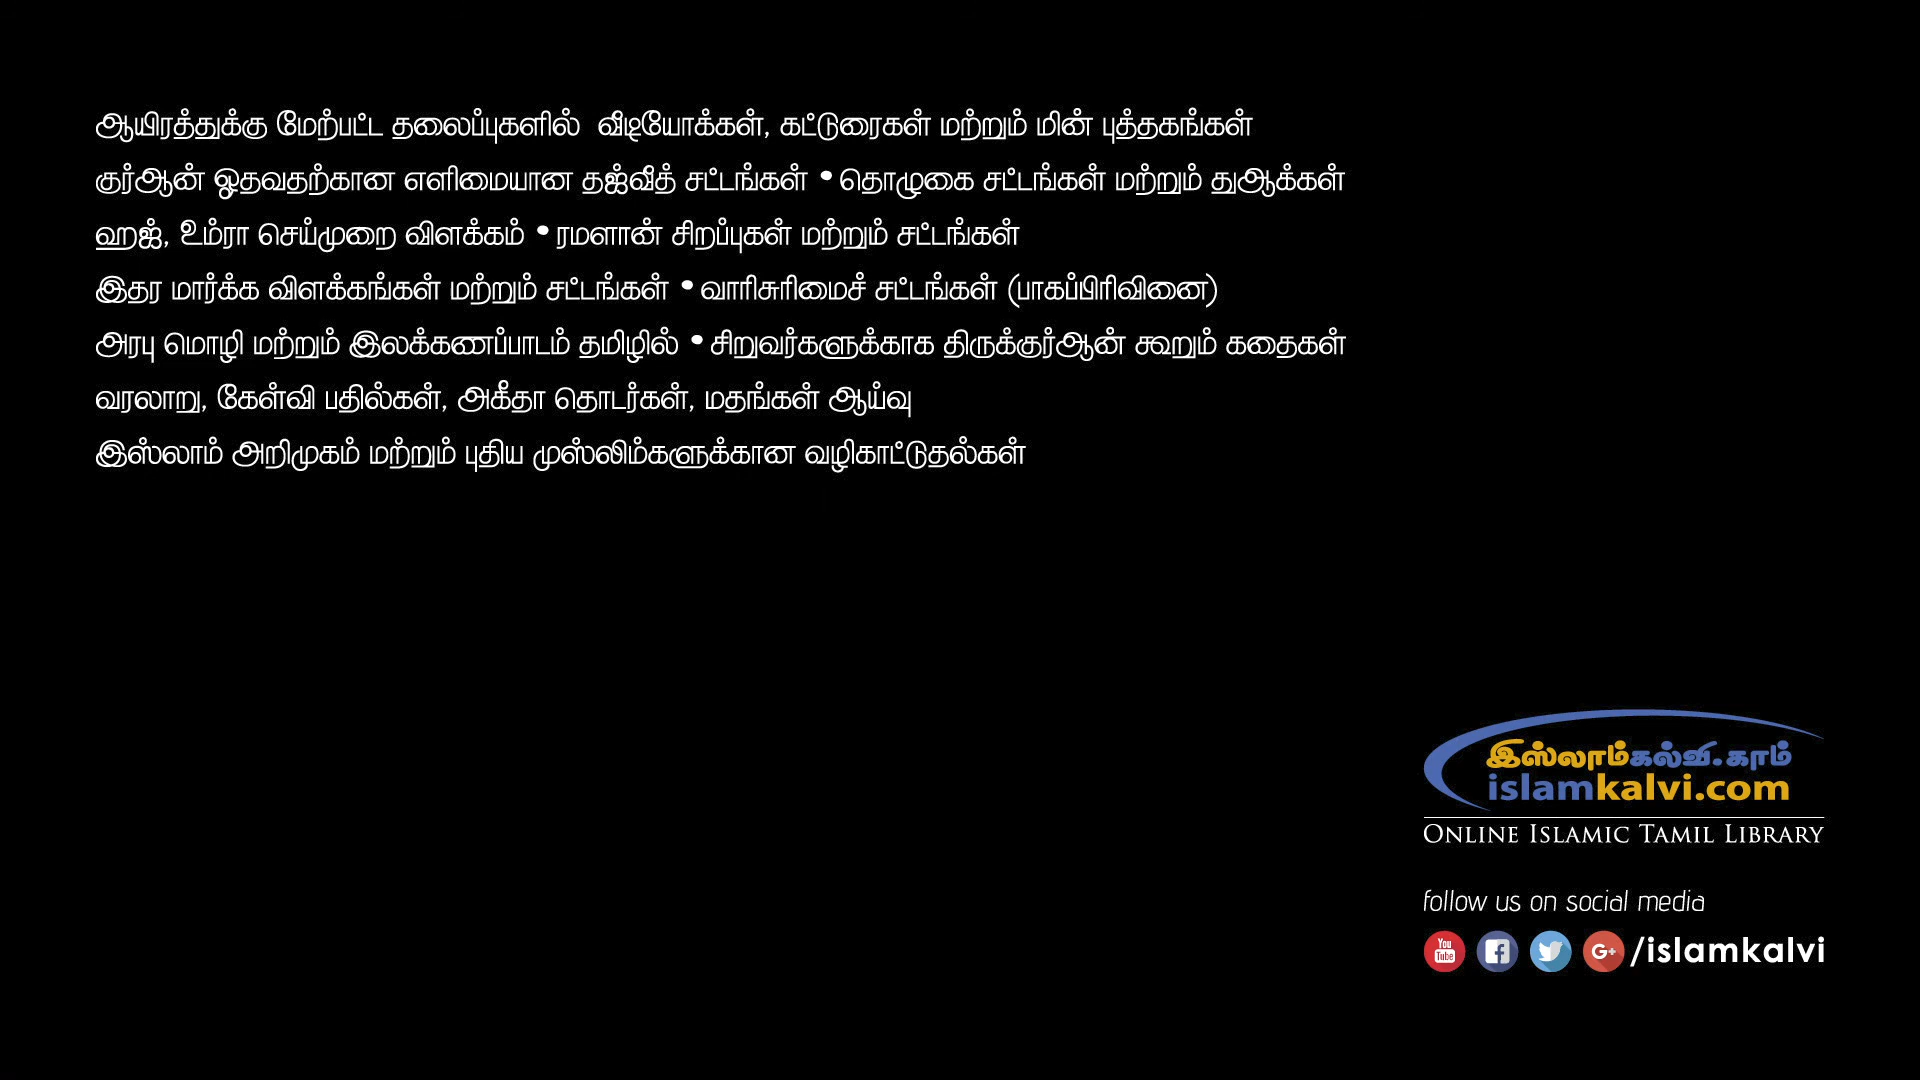 ஆயிரத்துக்கு மேற்பட்ட தலைப்புகளில் வீடியோக்கள், கட்டுரைகள் மற்றும் மின் புத்தகங்கள்
குர்ஆன் ஓதவதற்கான எளிமையான தஜ்வீத் சட்டங்கள் • தொழுகை சட்டங்கள் மற்றும் துஆக்கள்
ஹஜ், உம்ரா செய்முறை விளக்கம் • ரமளான் சிறப்புகள் மற்றும் சட்டங்கள்
இதர மார்க்க விளக்கங்கள் மற்றும் சட்டங்கள் • வாரிசுரிமைச் சட்டங்கள் (பாகப்பிரிவினை)
அரபு மொழி மற்றும் இலக்கணப்பாடம் தமிழில் • சிறுவர்களுக்காக திருக்குர்ஆன் கூறும் கதைகள்
வரலாறு, கேள்வி பதில்கள், அகீதா தொடர்கள், மதங்கள் ஆய்வு
இஸ்லாம் அறிமுகம் மற்றும் புதிய முஸ்லிம்களுக்கான வழிகாட்டுதல்கள்
இஸ்லாம்கல்வி.காம்
islamkalvi.com
ONLINE ISLAMIC TAMIL LIBRARY
follow us on social media
You Tube f G+ /islamkalvi